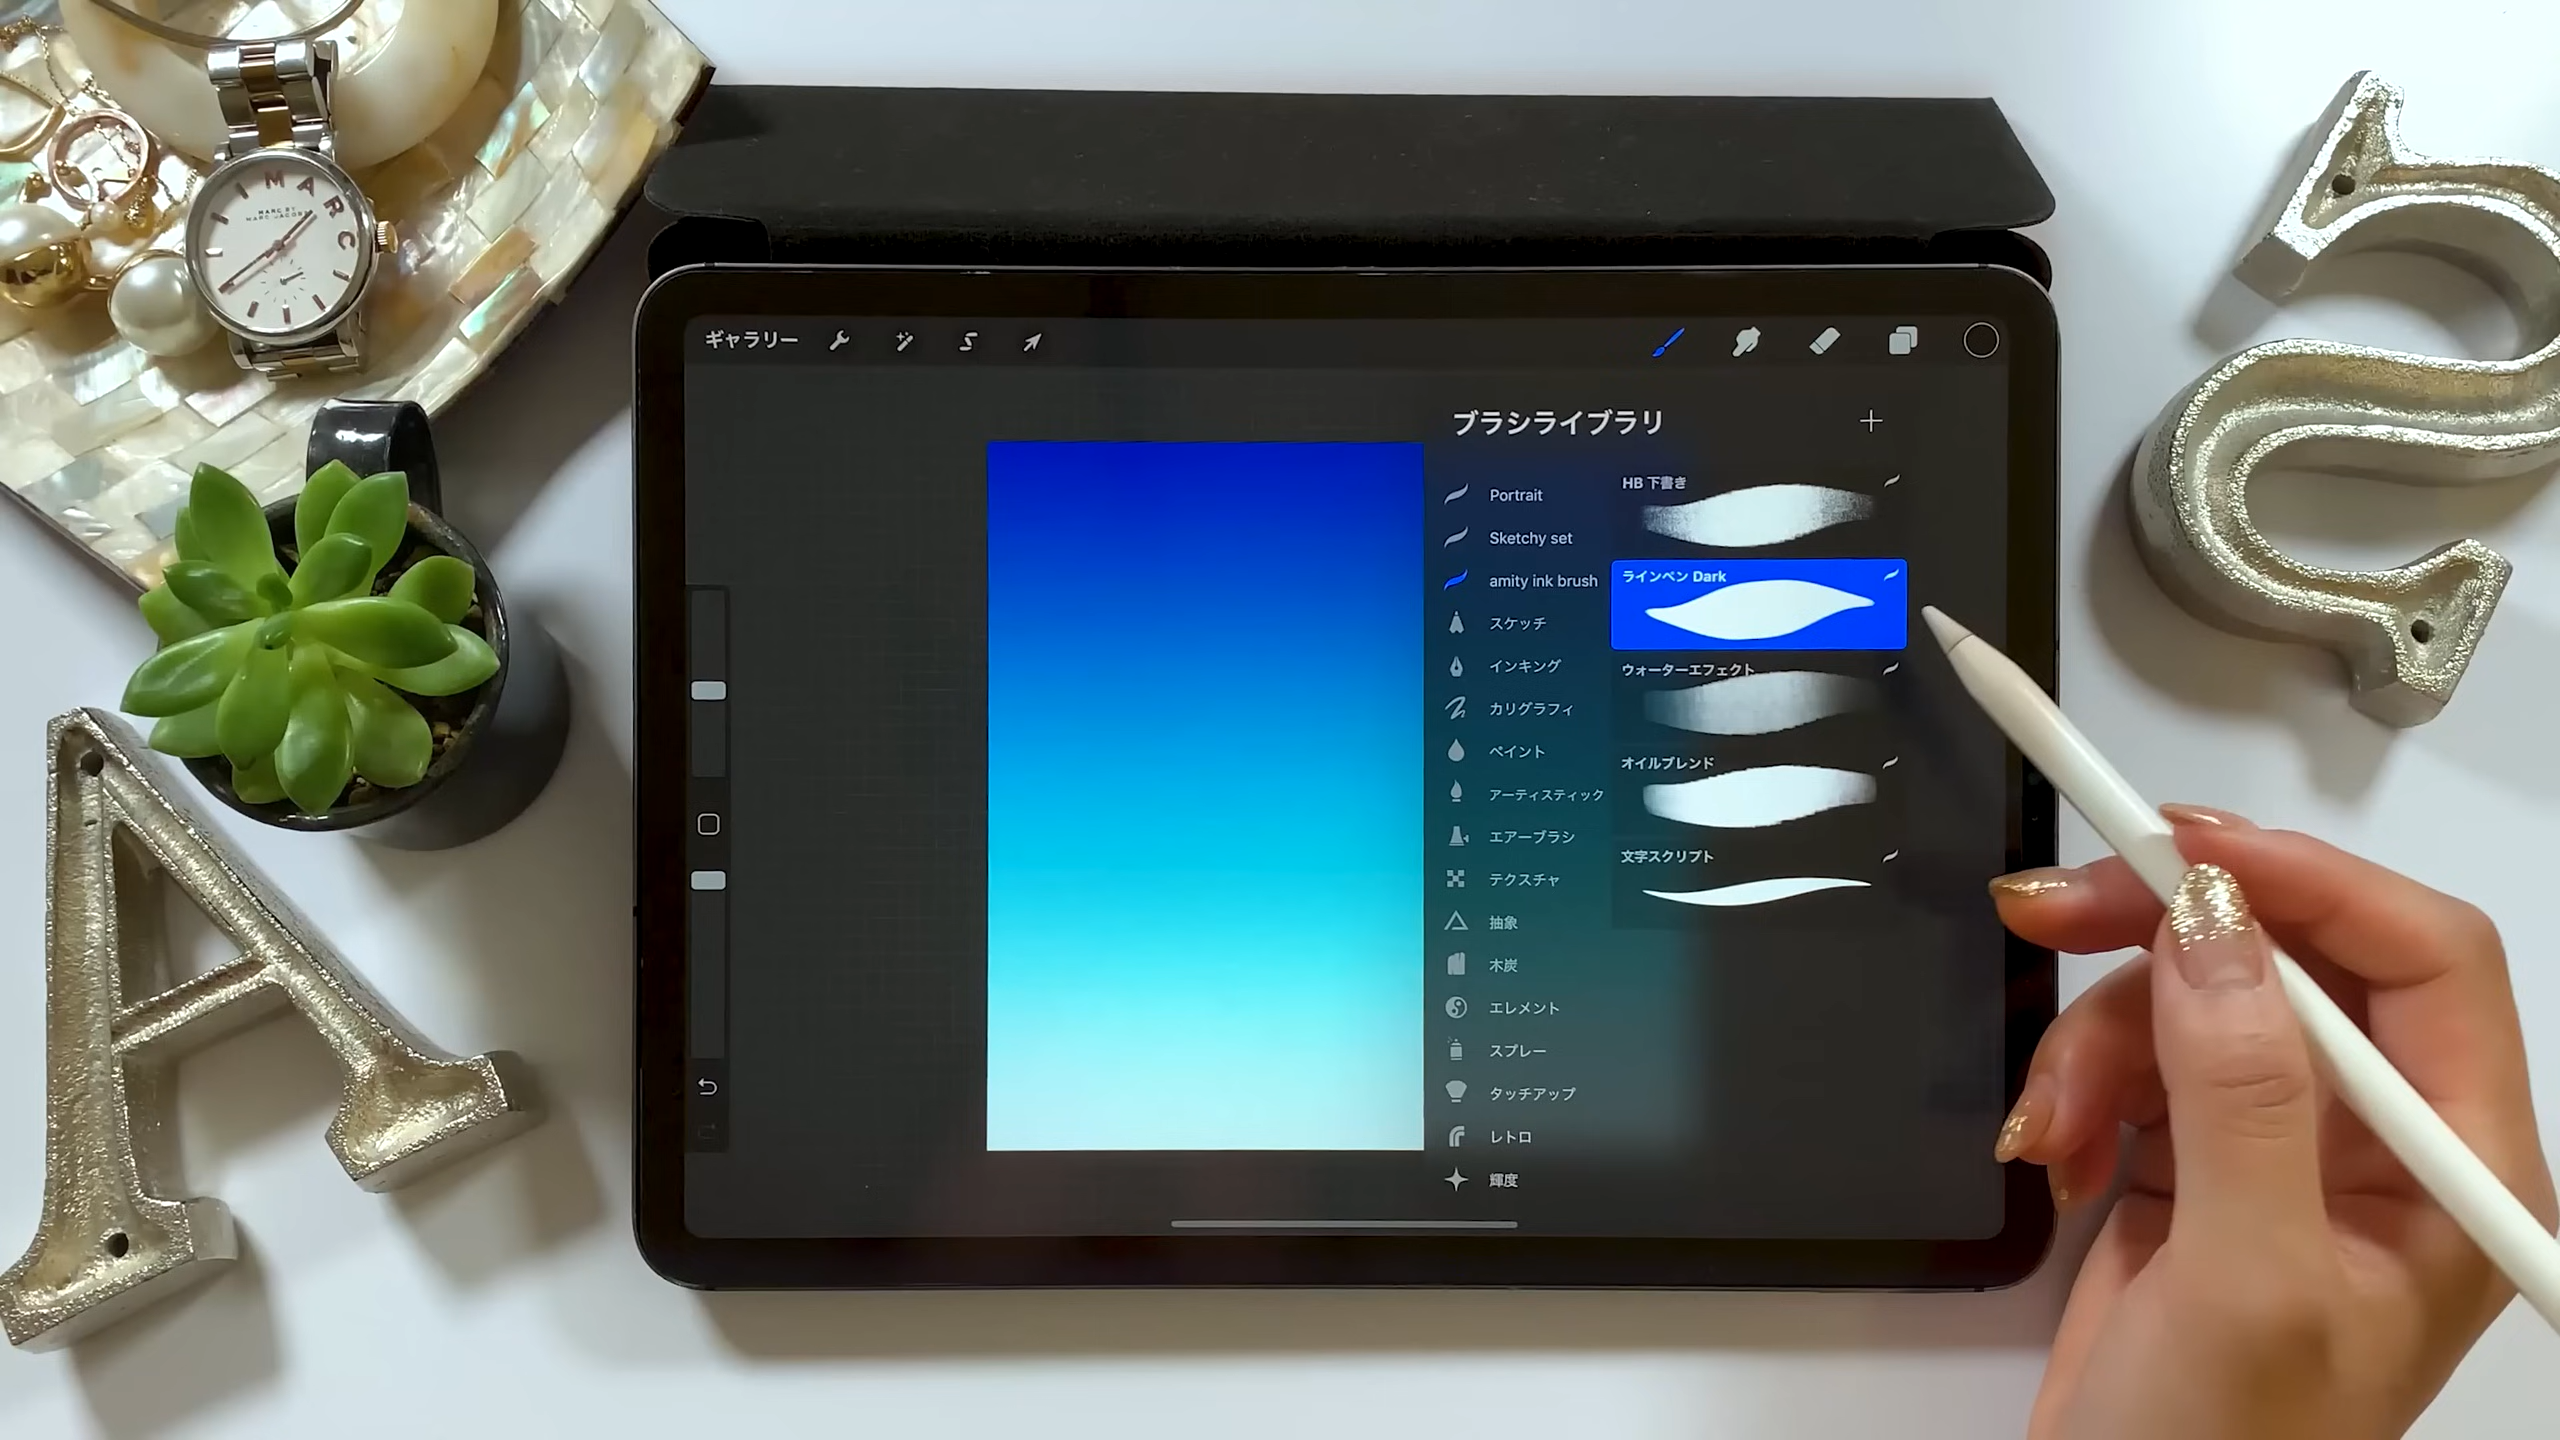 MARC
MARC BY
MARC JACOBS
ギャラリー
ブラシライブラリ
Portrait
Sketchy set
amity ink brush
スケッチ
インキング
カリグラフィ
ペイント
アーティスティック
エアーブラシ
テクスチャ
抽象
木炭
エレメント
スプレー
タッチアップ
レトロ
輝度
HB 下書き
ラインペン Dark
ウォーターエフェクト
オイルブレンド
文字スクリプト
A
S